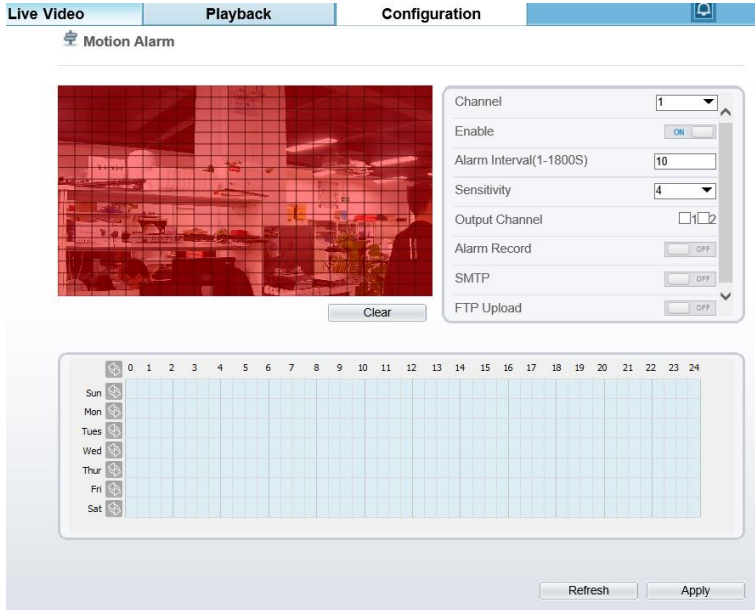 Live Video Playback Configuration
Motion Alarm
Channel 1
Enable ON
Alarm Interval(1-1800S) 10
Sensitivity 4
Output Channel 1 2
Alarm Record OFF
SMTP OFF
FTP Upload OFF
Clear
0 1 2 3 4 5 6 7 8 9 10 11 12 13 14 15 16 17 18 19 20 21 22 23 24
Sun
Mon
Tues
Wed
Thur
Fri
Sat
Refresh Apply